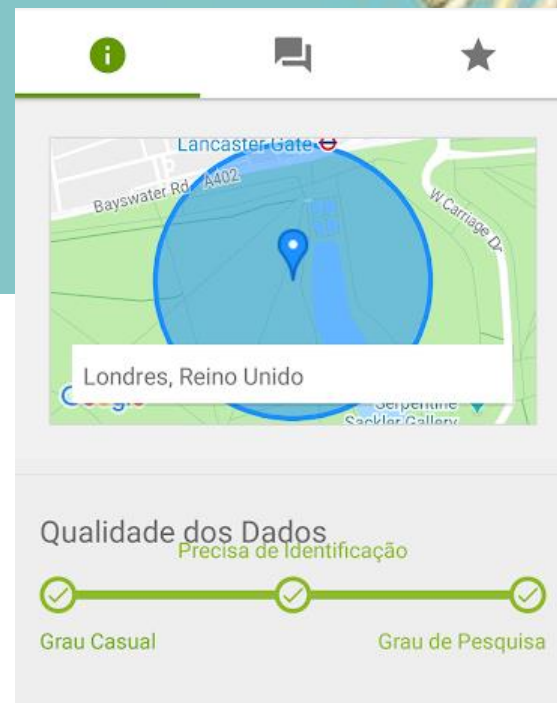 Lancaster Gate
Bayswater Rd
A402
W Carriage Dr
Londres, Reino Unido
Google
Serpentine
Sackler Gallery
Qualidade dos Dados
Precisa de Identificação
Grau Casual
Grau de Pesquisa